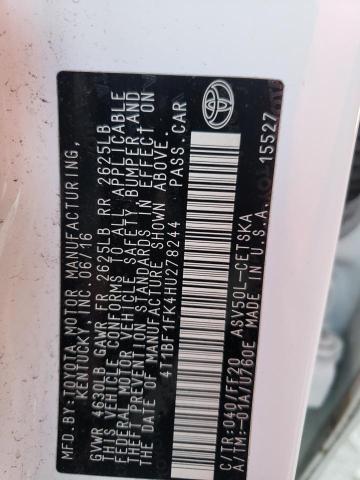 MFD. BY:TOYOTA MOTOR MANUFACTURING,
KENTUCKY, INC. 06/16
GVWR 4630LB GAWR FR 2625LB RR 2625LB
THIS VEHICLE CONFORMS TO ALL APPLICABLE
FEDERAL MOTOR VEHICLE SAFETY, BUMPER, AND
THEFT PREVENTION STANDARDS IN EFFECT ON
THE DATE OF MANUFACTURE SHOWN ABOVE.
4T1BF1FK4HU278244 PASS.CAR
C/TR:040/FF20 ASV50L-CETSKA
A/TM:-01A/U760E MADE IN U.S.A. 15527